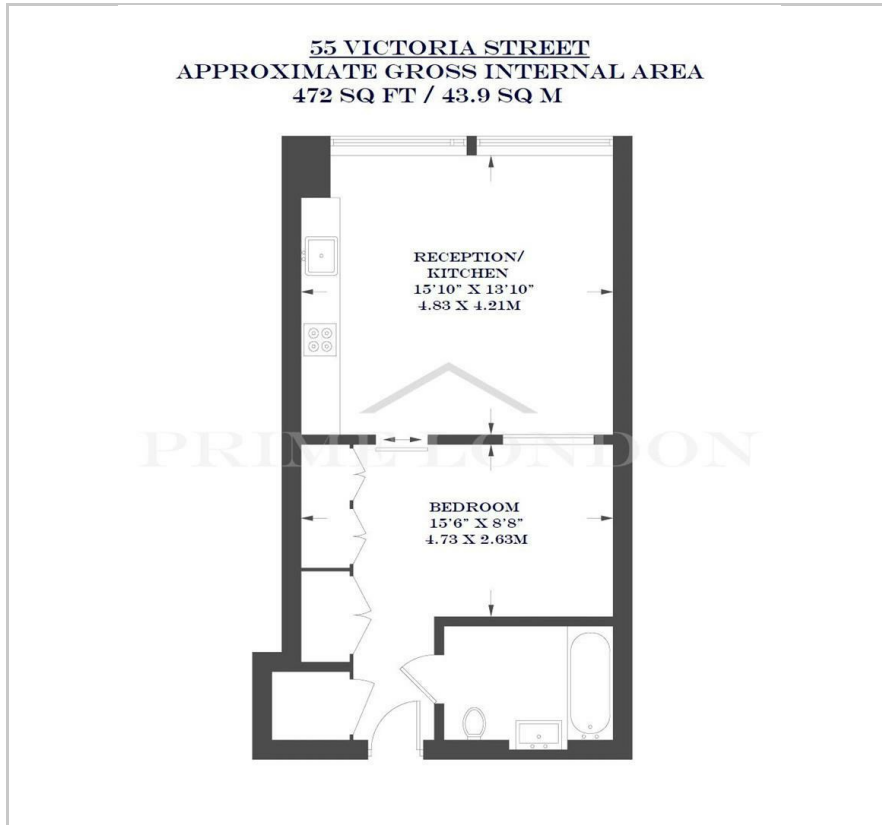 55 VICTORIA STREET
APPROXIMATE GROSS INTERNAL AREA
472 SQ FT / 43.9 SQ M
RECEPTION/
KITCHEN
15'10" X 13'10"
4.83 X 4.21M
PRIME LONDON
BEDROOM
15'6" X 8'8"
4.73 X 2.63M